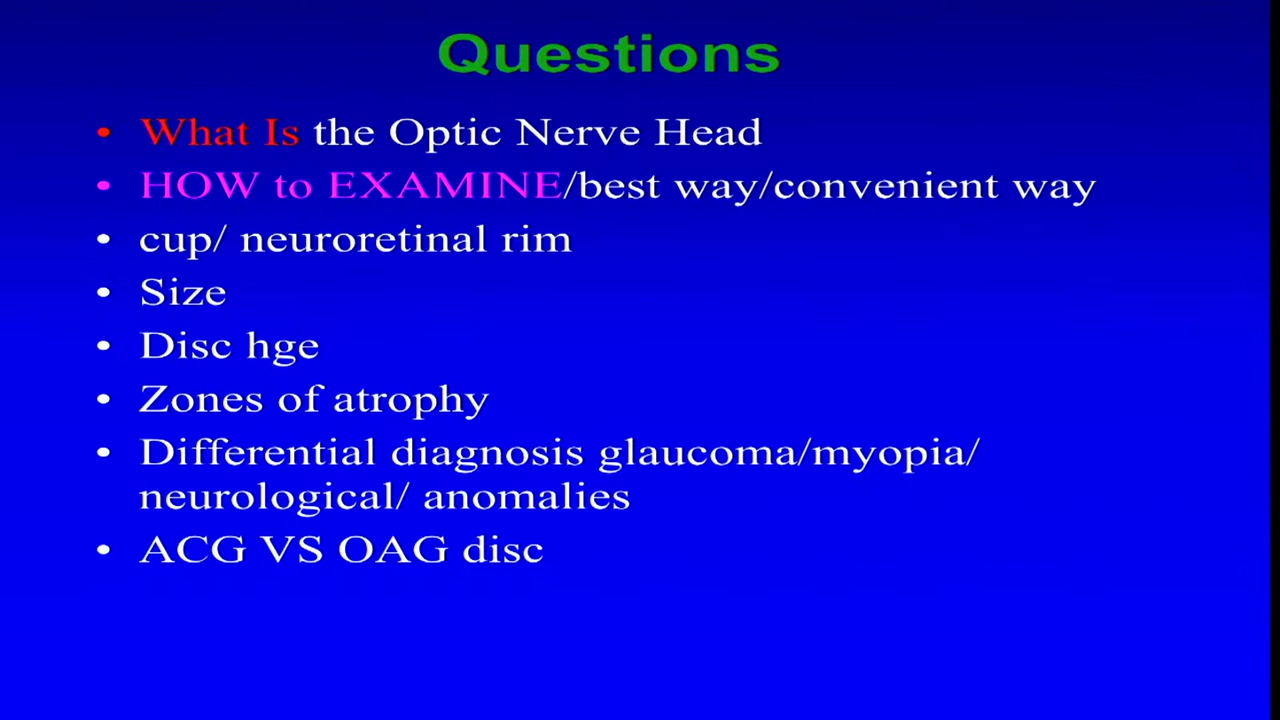 Questions
• What Is the Optic Nerve Head
• HOW to EXAMINE/best way/convenient way
• cup/ neuroretinal rim
• Size
• Disc hge
• Zones of atrophy
• Differential diagnosis glaucoma/myopia/
neurological/ anomalies
• ACG VS OAG disc